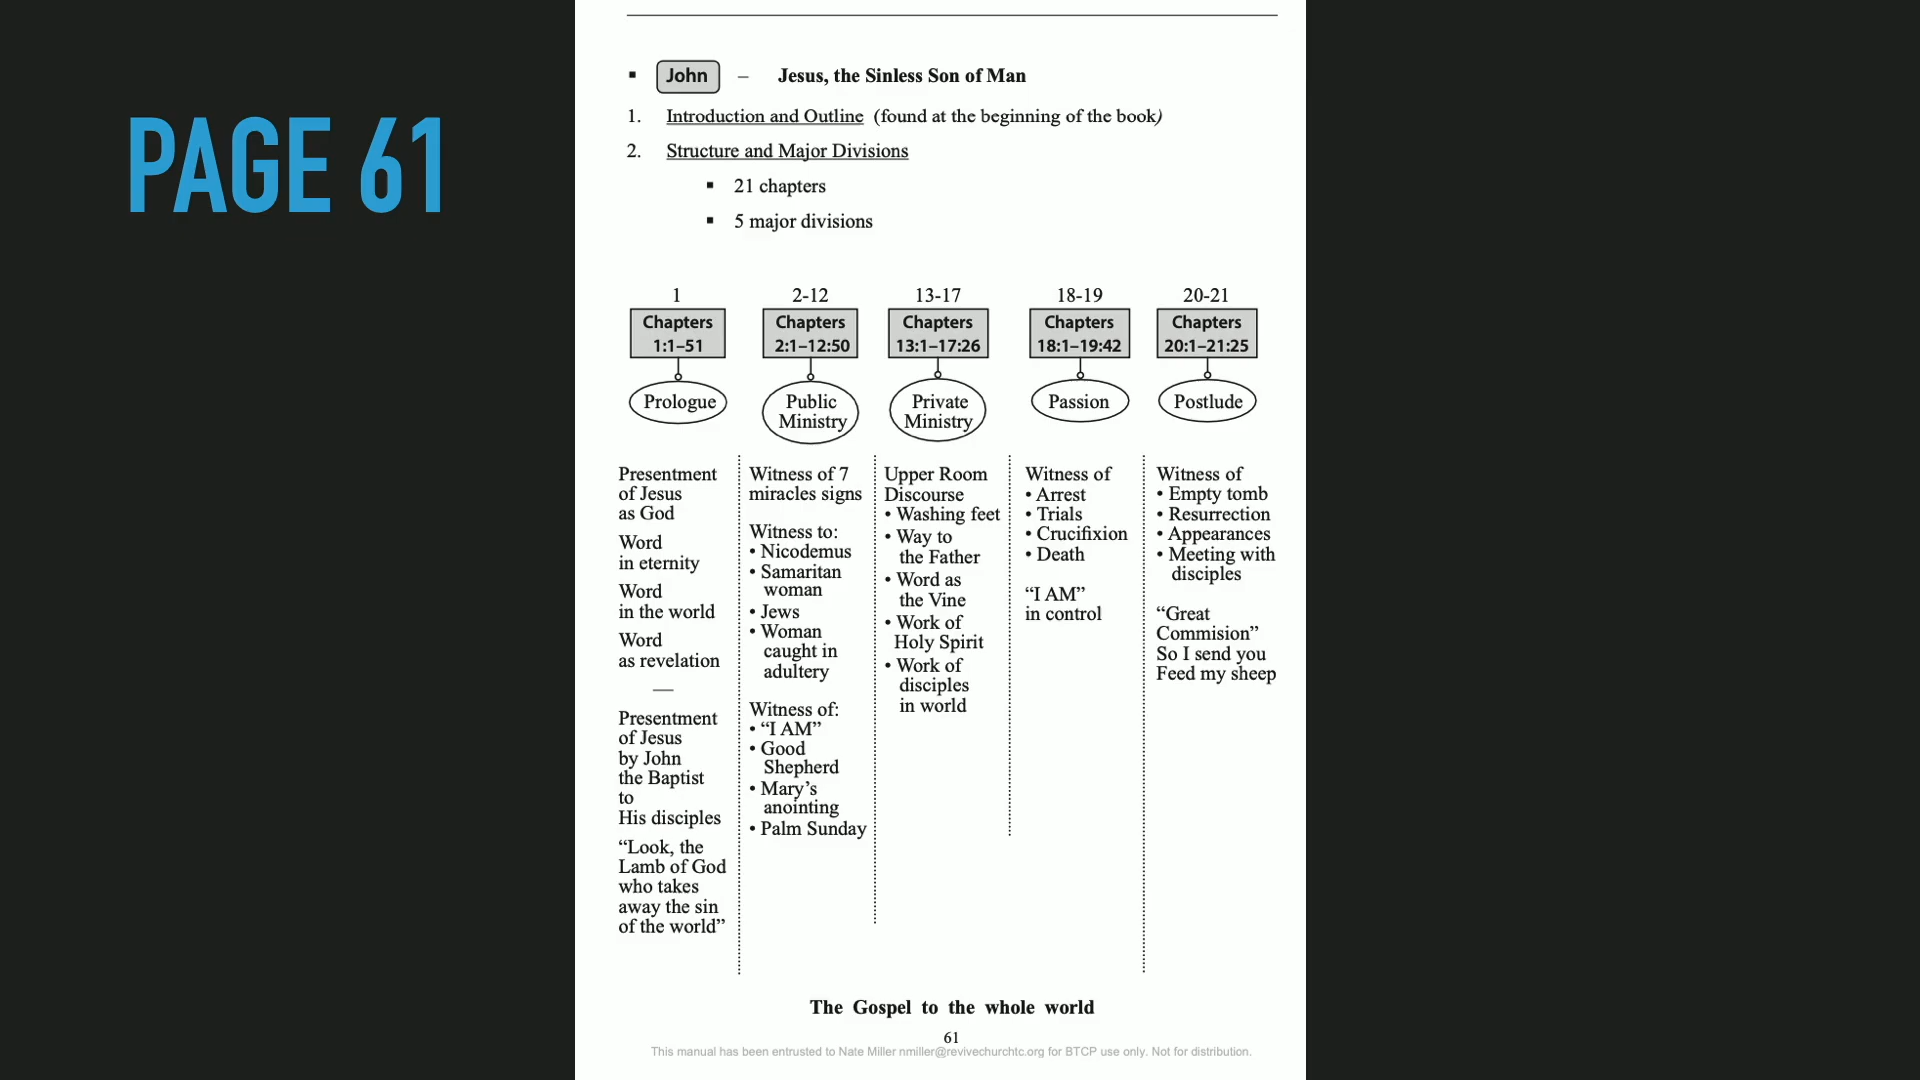 PAGE 61
▪ John – Jesus, the Sinless Son of Man
1. Introduction and Outline (found at the beginning of the book)
2. Structure and Major Divisions
▪ 21 chapters
▪ 5 major divisions
1
Chapters
1:1–51
Prologue
Presentment
of Jesus
as God
Word
in eternity
Word
in the world
Word
as revelation
—
Presentment
of Jesus
by John
the Baptist
to
His disciples
“Look, the
Lamb of God
who takes
away the sin
of the world”
2-12
Chapters
2:1–12:50
Public
Ministry
Witness of 7
miracles signs
Witness to:
• Nicodemus
• Samaritan
woman
• Jews
• Woman
caught in
adultery
Witness of:
• “I AM”
• Good
Shepherd
• Mary’s
anointing
• Palm Sunday
13-17
Chapters
13:1–17:26
Private
Ministry
Upper Room
Discourse
• Washing feet
• Way to
the Father
• Word as
the Vine
• Work of
Holy Spirit
• Work of
disciples
in world
18-19
Chapters
18:1–19:42
Passion
Witness of
• Arrest
• Trials
• Crucifixion
• Death
“I AM”
in control
20-21
Chapters
20:1–21:25
Postlude
Witness of
• Empty tomb
• Resurrection
• Appearances
• Meeting with
disciples
“Great
Commision”
So I send you
Feed my sheep
The Gospel to the whole world
61
This manual has been entrusted to Nate Miller nmiller@revivechurchtc.org for BTCP use only. Not for distribution.